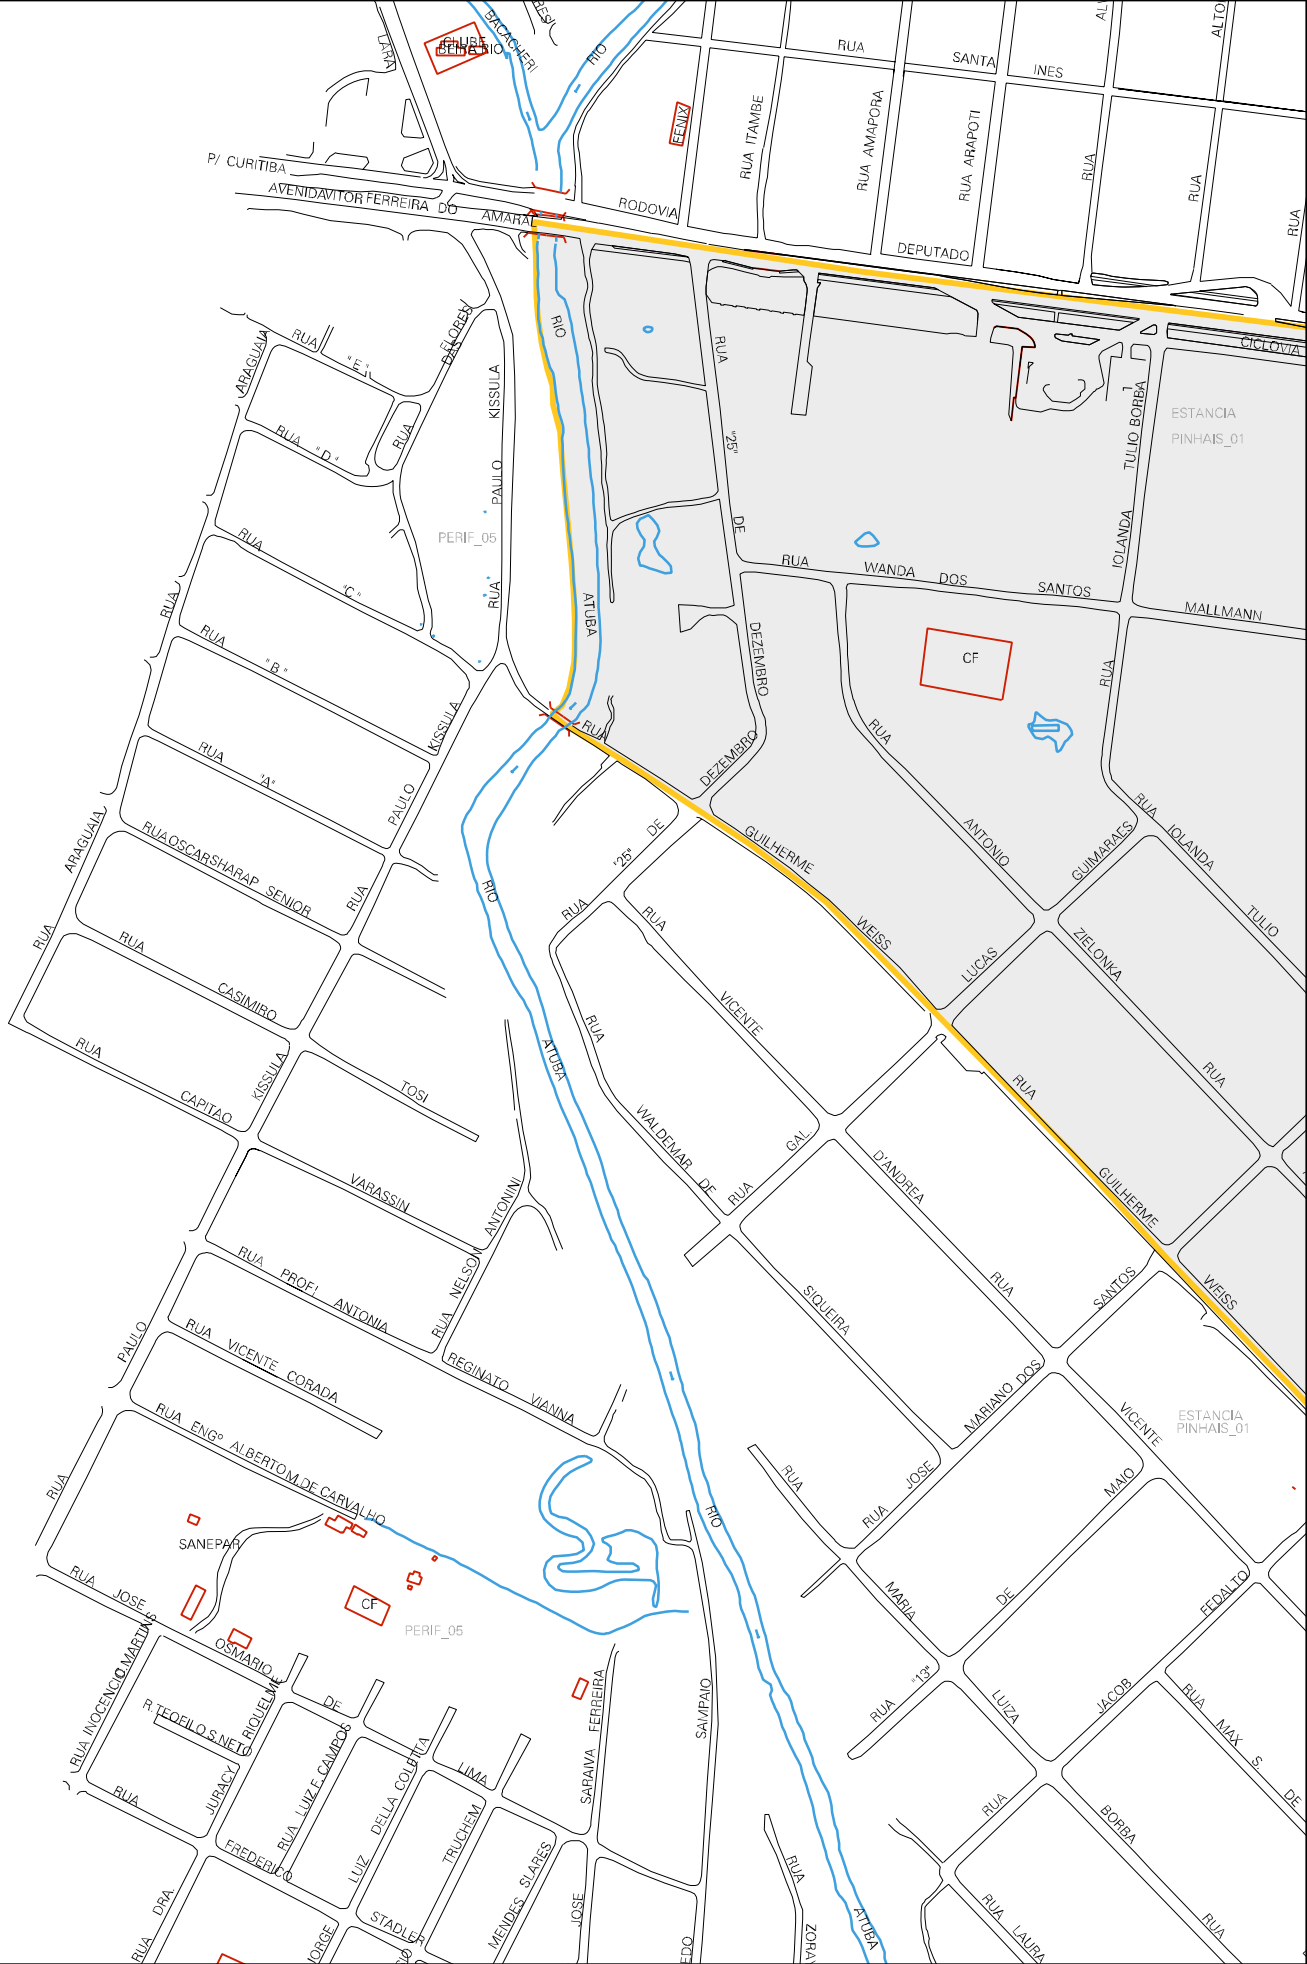 LARA
CLUBE
BEIRA RIO
BACACHERI
RES
RIO
RUA
SANTA
INES
ALTO
FENIX
RUA ITAMBE
RUA AMAPORA
RUA ARAPOTI
RUA
RUA
RUA
P/ CURITIBA
AVENIDA VITOR FERREIRA DO AMARAL
RODOVIA
DEPUTADO
CICLOVIA
RUA "E"
ARAGUAIA
FLORES
DAS
RUA
RUA "D"
KISSULA
PAULO
RUA
RIO
ATUBA
RUA
"25"
DE
DEZEMBRO
ESTANCIA
PINHAIS_01
TULIO BORBA
IOLANDA
RUA
PERIF_05
RUA "C"
RUA
RUA "B"
RUA WANDA DOS SANTOS MALLMANN
CF
KISSULA
PAULO
RUA
RUA "A"
RUA OSCAR SHARAP SENIOR
ARAGUAIA
RUA
RUA
DEZEMBRO
DE
"25"
RUA
GUILHERME
WEISS
RUA
ANTONIO
ZIELONKA
RUA
GUIMARAES
LUCAS
RUA
IOLANDA
TULIO
RIO
ATUBA
RUA
CASIMIRO
TOSI
RUA
CAPITAO
VARASSIN
KISSULA
RUA
VICENTE
D'ANDREA
RUA
VICENTE
RUA
WALDEMAR DE
SIQUEIRA
GAL.
RUA
RUA
GUILHERME
WEISS
SANTOS
MARIANO DOS
JOSE
RUA
RUA NELSON ANTONINI
RUA PROFª ANTONIA
REGINATO VIANNA
PAULO
RUA VICENTE CORADA
RUA ENGº ALBERTO M.DE CARVALHO
RUA
ESTANCIA
PINHAIS_01
RUA
MARIA
LUIZA
BORBA
RUA
MAIO
DE
"13"
RUA
FEDALTO
JACOB
RUA
RIO
SANEPAR
CF
PERIF_05
RUA JOSE
OSMARIO
DE
LIMA
RUA INOCENCIO C.MARTINS
R.TEOFILO S.NETO
RIQUELME
JURACY
RUA LUIZ F. CAMPOS
LUIZ DELLA COLETTA
TRUCHEM
MENDES SLARES
SARAIVA FERREIRA
JOSE
SAMPAIO
RUA
FREDERICO
STADLER
DRA.
RUA
JORGE
EDO
RUA
ZORA
ATUBA
RUA
MAX S. DE
RUA
LAURA